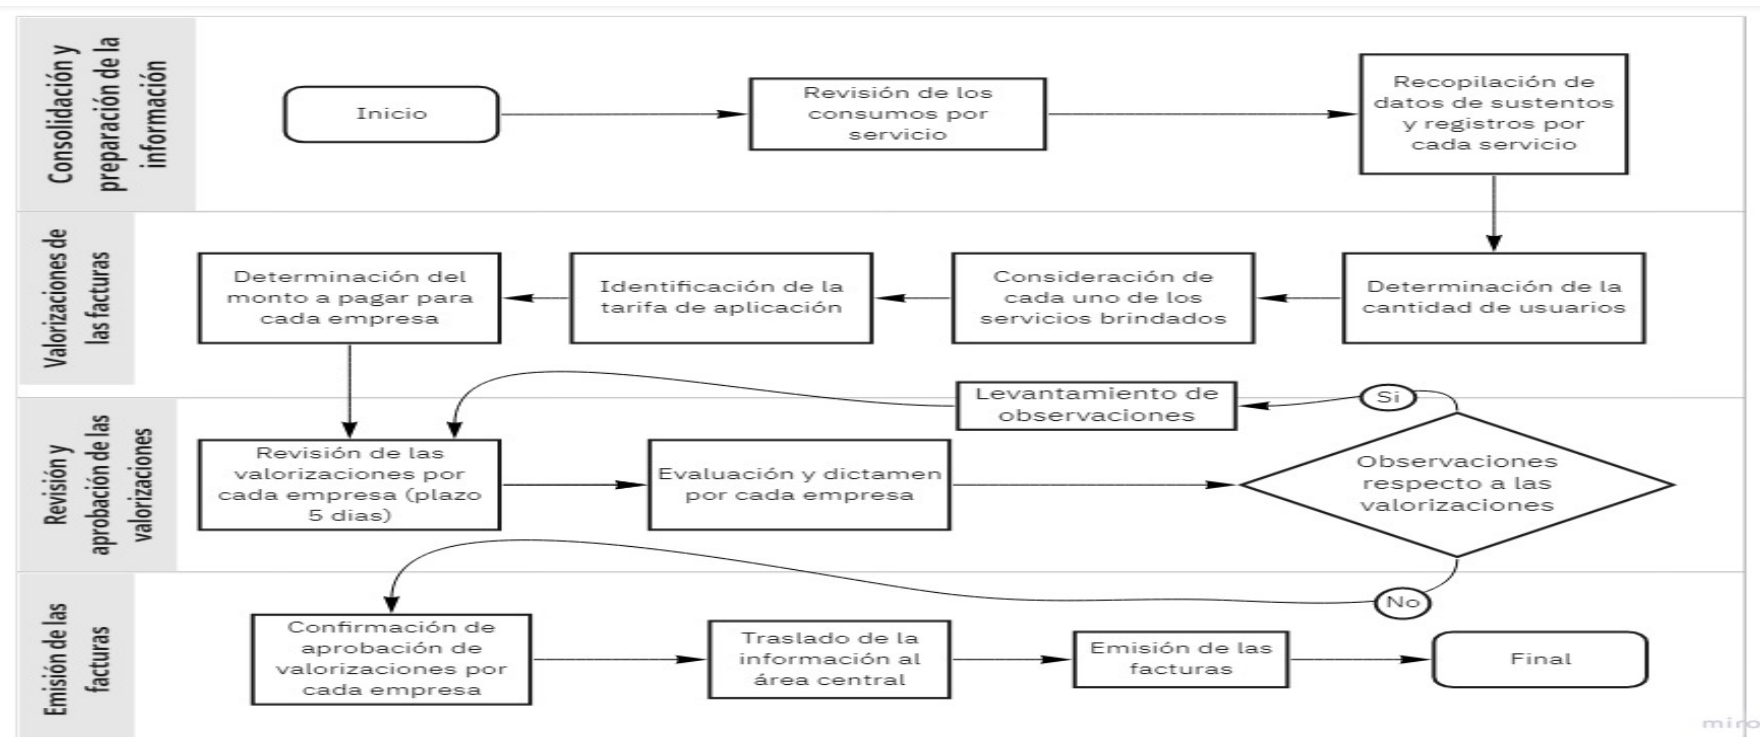 Consolidación y
preparación de la
información
Inicio
Revisión de los
consumos por
servicio
Recopilación de
datos de sustentos
y registros por
cada servicio
Valorizaciones de
las facturas
Determinación del
monto a pagar para
cada empresa
Identificación de la
tarifa de aplicación
Consideración de
cada uno de los
servicios brindados
Determinación de la
cantidad de usuarios
Revisión y
aprobación de las
valorizaciones
Levantamiento de
observaciones
Si
Revisión de las
valorizaciones por
cada empresa (plazo
5 dias)
Evaluación y dictamen
por cada empresa
Observaciones
respecto a las
valorizaciones
No
Emisión de las
facturas
Confirmación de
aprobación de
valorizaciones por
cada empresa
Traslado de la
información al
área central
Emisión de las
facturas
Final
miro